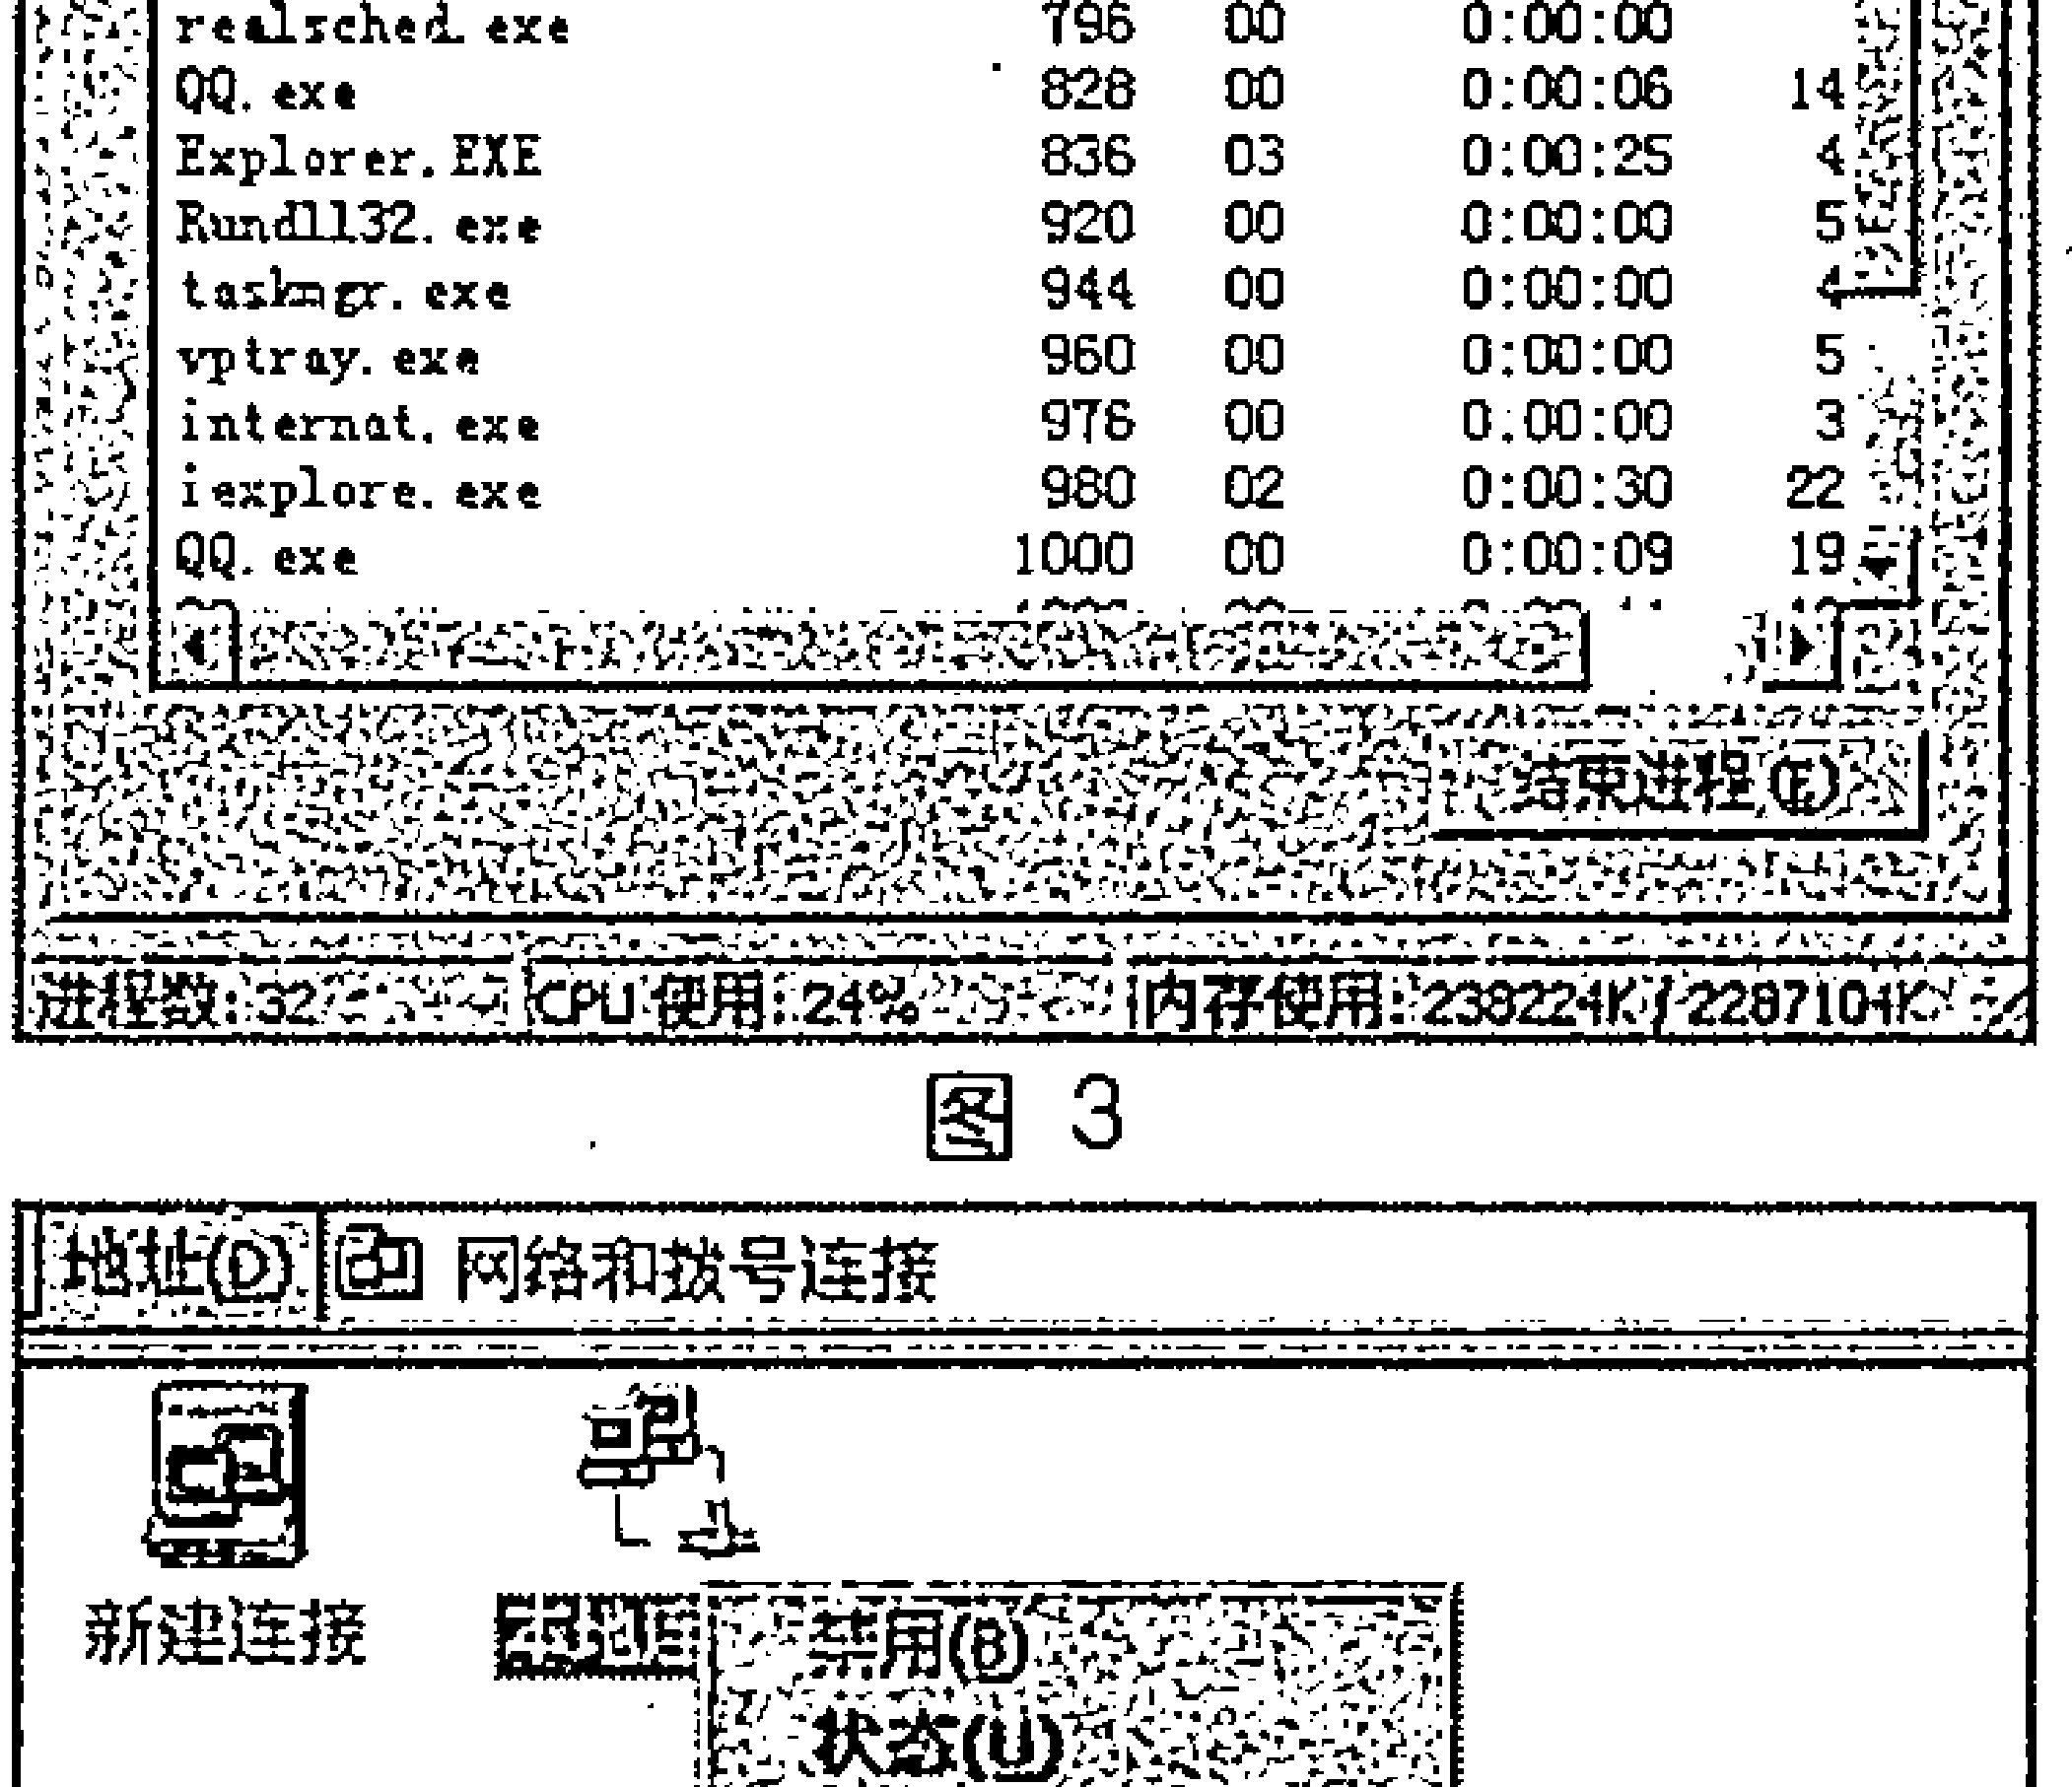 realsched.exe 796 00 0:00:00
QQ.exe 828 00 0:00:06 14
Explorer.EXE 836 03 0:00:25 4
Rundll32.exe 920 00 0:00:00 5
taskmgr.exe 944 00 0:00:00 4
vptray.exe 960 00 0:00:00 5
internat.exe 976 00 0:00:00 3
iexplore.exe 980 02 0:00:30 22
QQ.exe 1000 00 0:00:09 19
结束进程(E)
进程数:32 CPU 使用:24% 内存使用:238224K / 2287104K
图 3
地址(D) 网络和拨号连接
新建连接
禁用(B)
状态(U)